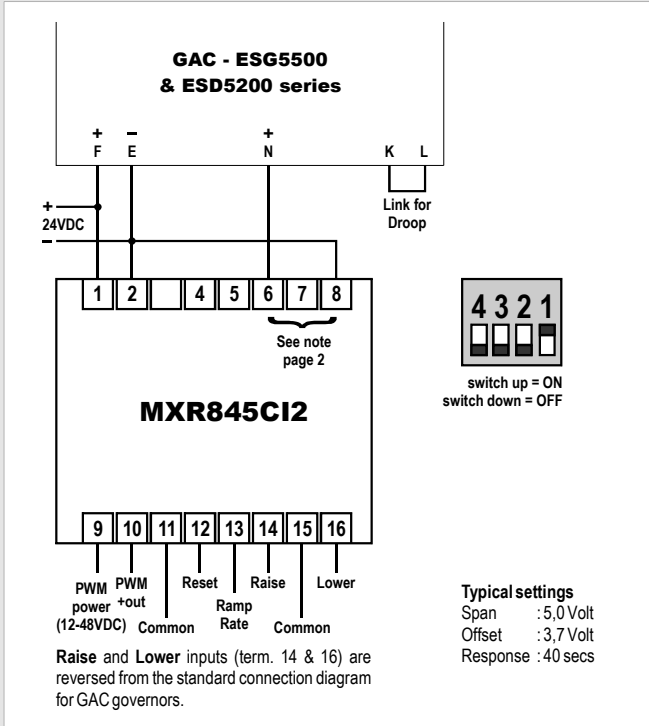 GAC - ESG5500
& ESD5200 series
+ – +
F E N K L
Link for
Droop
+
24VDC
–
1 2 4 5 6 7 8
See note
page 2
4 3 2 1
switch up = ON
switch down = OFF
MXR845CI2
9 10 11 12 13 14 15 16
PWM
power
(12-48VDC)
PWM
+out
Common
Reset
Ramp
Rate
Raise
Common
Lower
Raise and Lower inputs (term. 14 & 16) are
reversed from the standard connection diagram
for GAC governors.
Typical settings
Span : 5,0 Volt
Offset : 3,7 Volt
Response : 40 secs